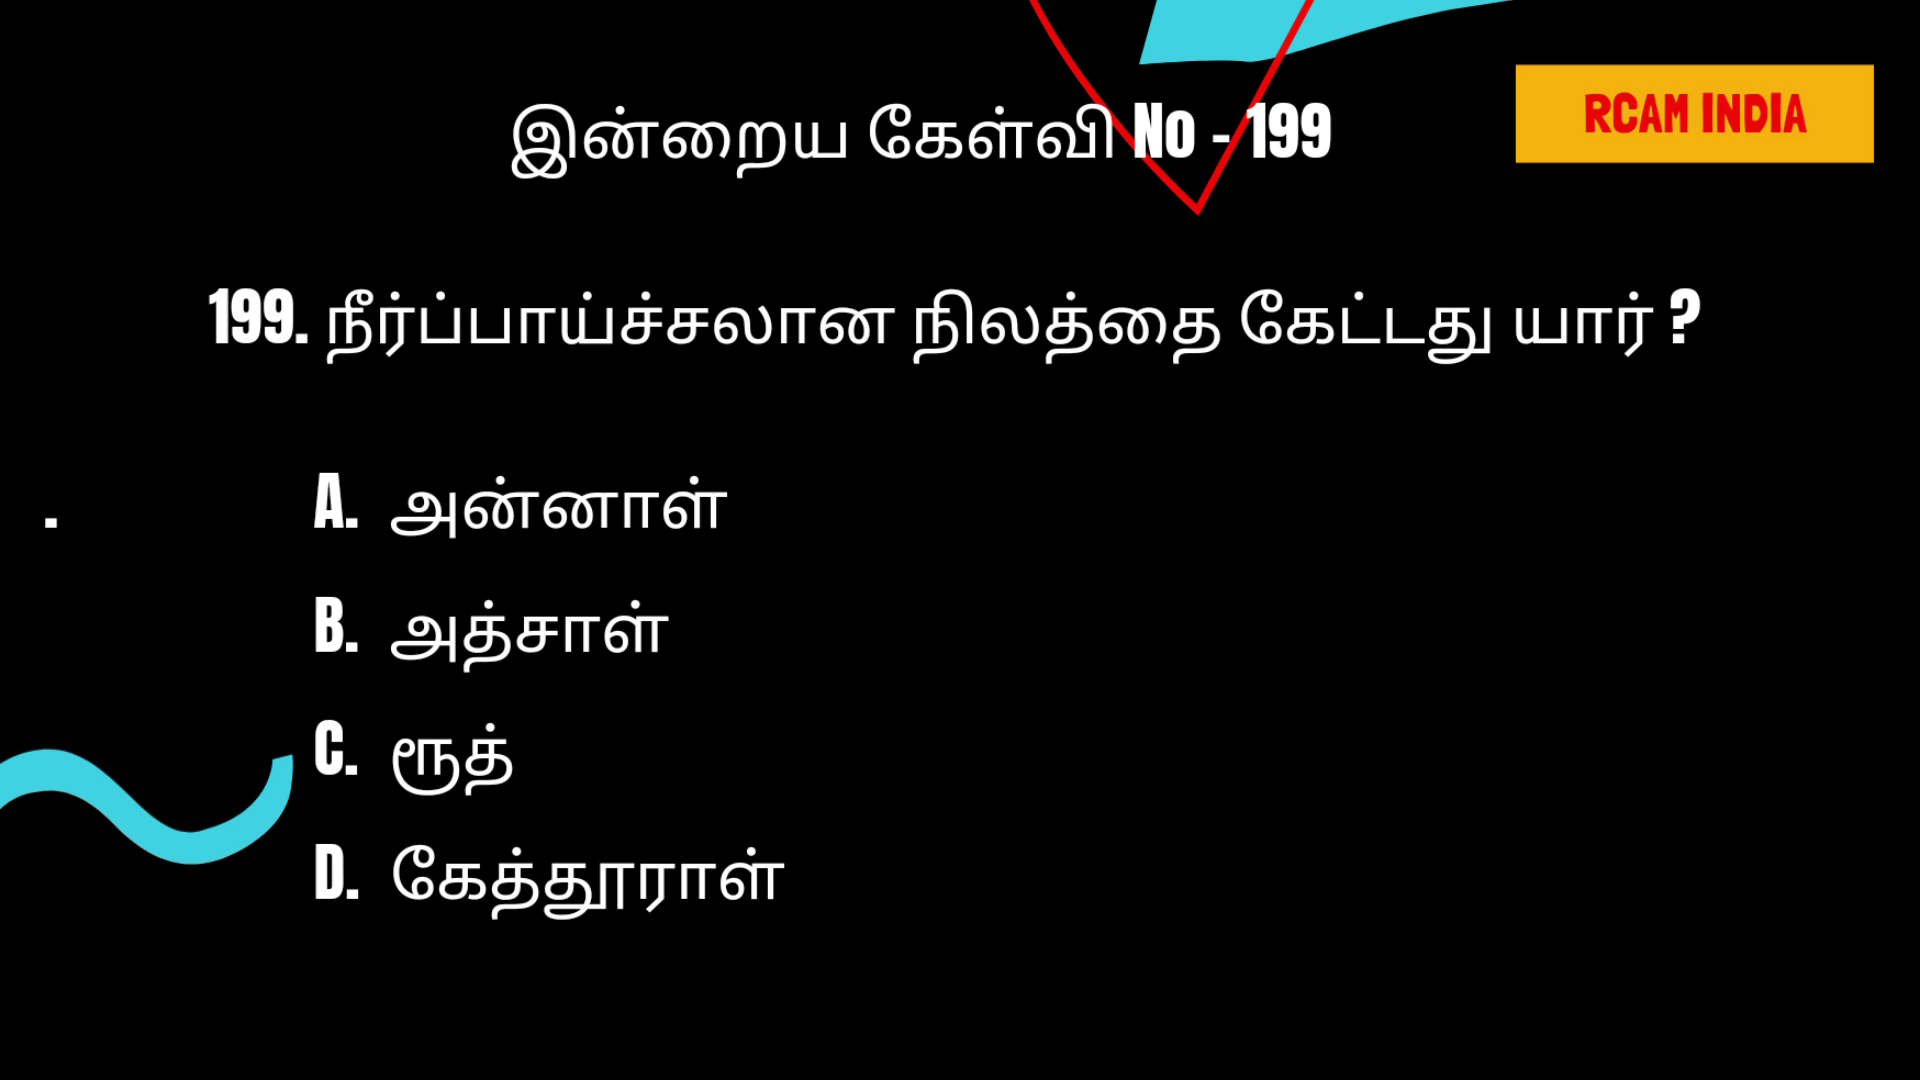 இன்றைய கேள்வி No - 199
RCAM INDIA
199. நீர்ப்பாய்ச்சலான நிலத்தை கேட்டது யார் ?
.
A. அன்னாள்
B. அத்சாள்
C. ரூத்
D. கேத்தூராள்